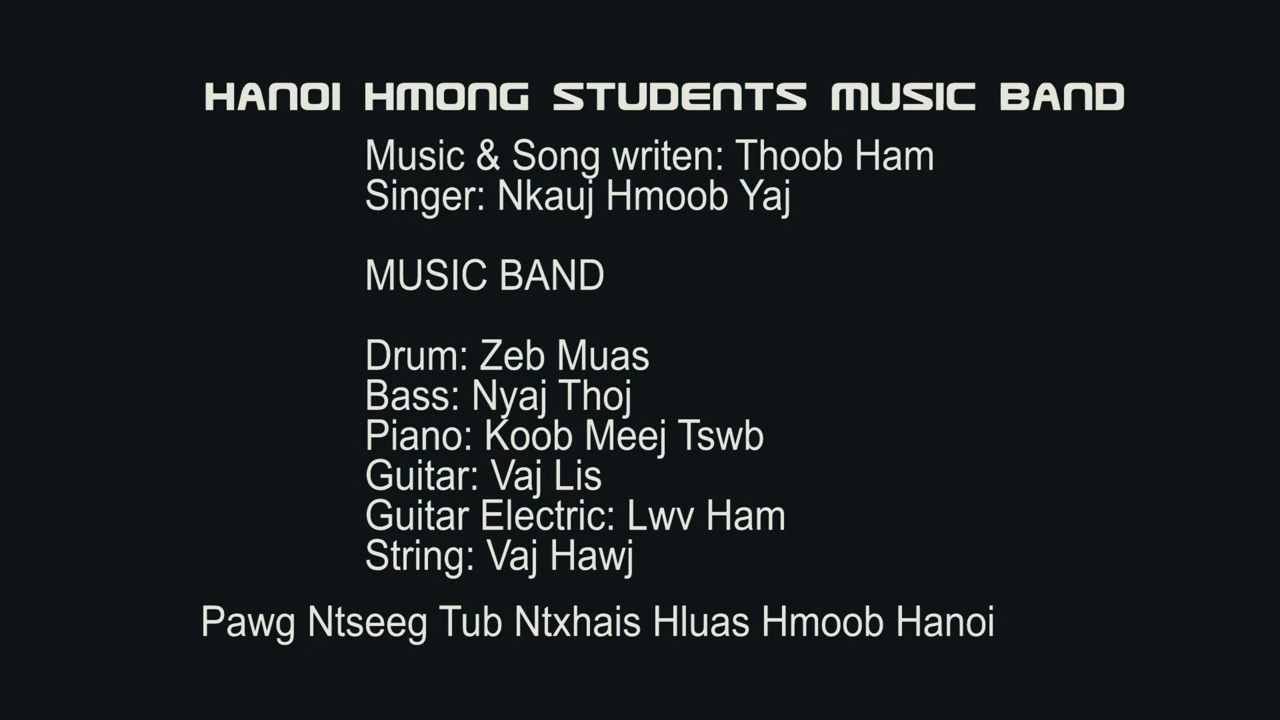 HANOI HMONG STUDENTS MUSIC BAND
Music & Song writen: Thoob Ham
Singer: Nkauj Hmoob Yaj
MUSIC BAND
Drum: Zeb Muas
Bass: Nyaj Thoj
Piano: Koob Meej Tswb
Guitar: Vaj Lis
Guitar Electric: Lwv Ham
String: Vaj Hawj
Pawg Ntseeg Tub Ntxhais Hluas Hmoob Hanoi